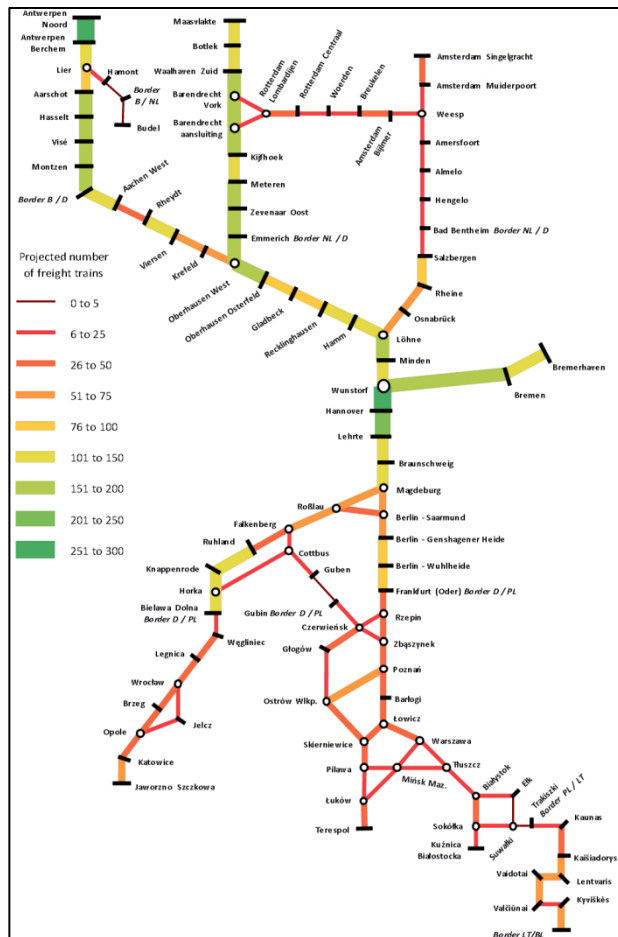 Antwerpen
Noord
Antwerpen
Berchem
Lier
Hamont
Border
B / NL
Budel
Aarschot
Hasselt
Visé
Montzen
Border B / D
Aachen West
Rheydt
Viersen
Krefeld
Maasvlakte
Botlek
Waalhaven Zuid
Barendrecht
Vork
Barendrecht
aansluiting
Rotterdam
Lombardijen
Rotterdam Centraal
Woerden
Breukelen
Amsterdam
Bijlmer
Kijfhoek
Meteren
Zevenaar Oost
Emmerich Border NL / D
Amsterdam Singelgracht
Amsterdam Muiderpoort
Weesp
Amersfoort
Almelo
Hengelo
Bad Bentheim Border NL / D
Salzbergen
Rheine
Osnabrück
Oberhausen West
Oberhausen Osterfeld
Gladbeck
Recklinghausen
Hamm
Löhne
Minden
Wunstorf
Bremerhaven
Bremen
Hannover
Lehrte
Braunschweig
Magdeburg
Projected number
of freight trains
0 to 5
6 to 25
26 to 50
51 to 75
76 to 100
101 to 150
151 to 200
201 to 250
251 to 300
Roßlau
Berlin - Saarmund
Falkenberg
Ruhland
Berlin - Genshagener Heide
Cottbus
Knappenrode
Guben
Berlin - Wuhlheide
Horka
Frankfurt (Oder) Border D / PL
Bielawa Dolna
Border D / PL
Gubin Border D / PL
Rzepin
Czerwieńsk
Węgliniec
Zbąszynek
Głogów
Legnica
Poznań
Wrocław
Brzeg
Ostrów Wlkp.
Barłogi
Jelcz
Łowicz
Opole
Skierniewice
Warszawa
Katowice
Pilawa
Tłuszcz
Mińsk Maz.
Jaworzno Szczkowa
Łuków
Białystok
Ełk
Trakiszki
Border PL / LT
Terespol
Sokółka
Suwałki
Kaunas
Kuźnica
Białostocka
Kaišiadorys
Vaidotai
Lentvaris
Valčiūnai
Kyviškės
Border LT/BL